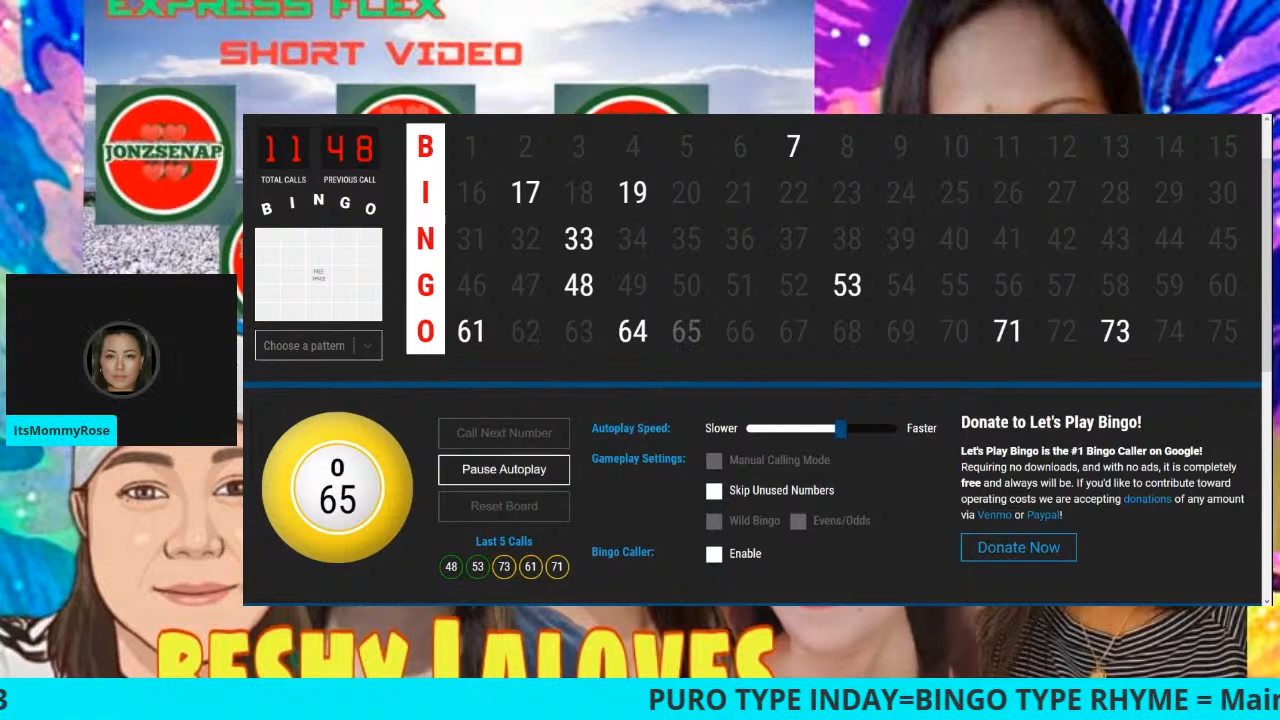 EXPRESS FLEX
SHORT VIDEO
JONZSENAP
11 48
TOTAL CALLS PREVIOUS CALL
B I N G O
FREE
SPACE
Choose a pattern
B 1 2 3 4 5 6 7 8 9 10 11 12 13 14 15
I 16 17 18 19 20 21 22 23 24 25 26 27 28 29 30
N 31 32 33 34 35 36 37 38 39 40 41 42 43 44 45
G 46 47 48 49 50 51 52 53 54 55 56 57 58 59 60
O 61 62 63 64 65 66 67 68 69 70 71 72 73 74 75
ItsMommyRose
O
65
Call Next Number
Pause Autoplay
Reset Board
Last 5 Calls
48 53 73 61 71
Autoplay Speed: Slower Faster
Gameplay Settings: Manual Calling Mode
Skip Unused Numbers
Wild Bingo Evens/Odds
Bingo Caller: Enable
Donate to Let's Play Bingo!
Let's Play Bingo is the #1 Bingo Caller on Google!
Requiring no downloads, and with no ads, it is completely
free and always will be. If you'd like to contribute toward
operating costs we are accepting donations of any amount
via Venmo or Paypal!
Donate Now
BESHY LALOVES
3 PURO TYPE INDAY=BINGO TYPE RHYME = Main